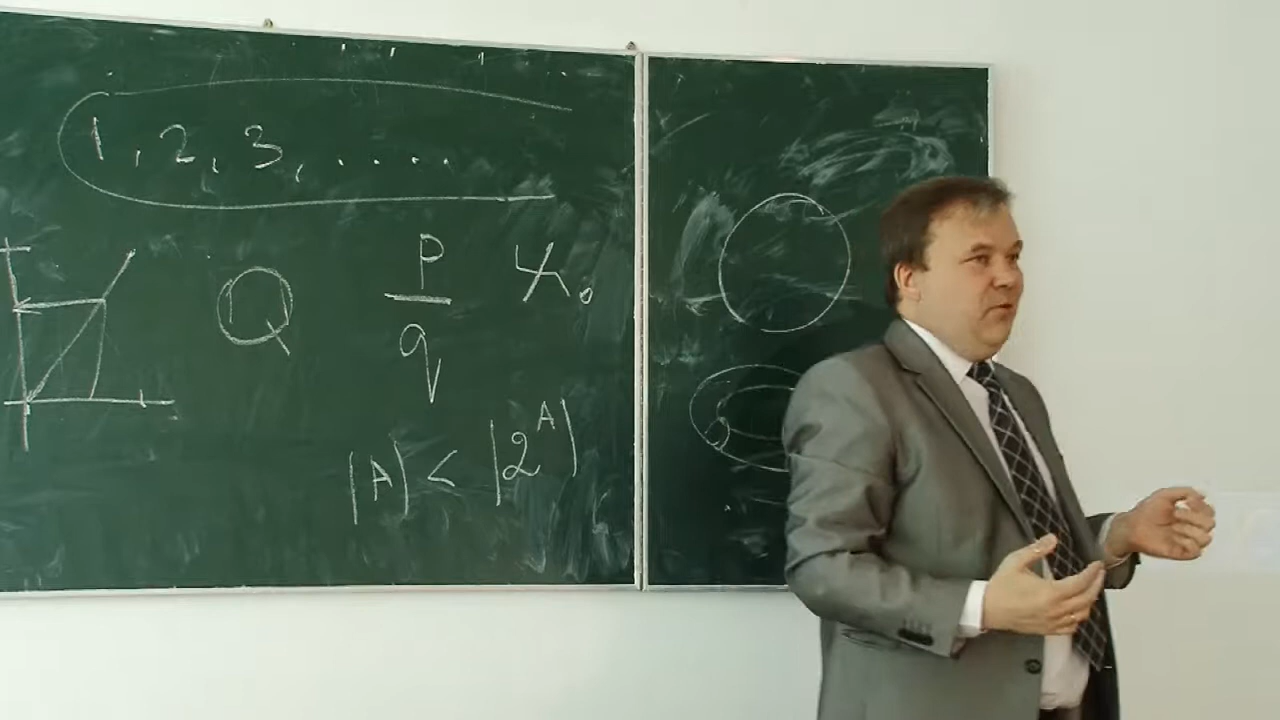 1, 2, 3, .....
Q p/q ℵ₀
|A| < |2^A|